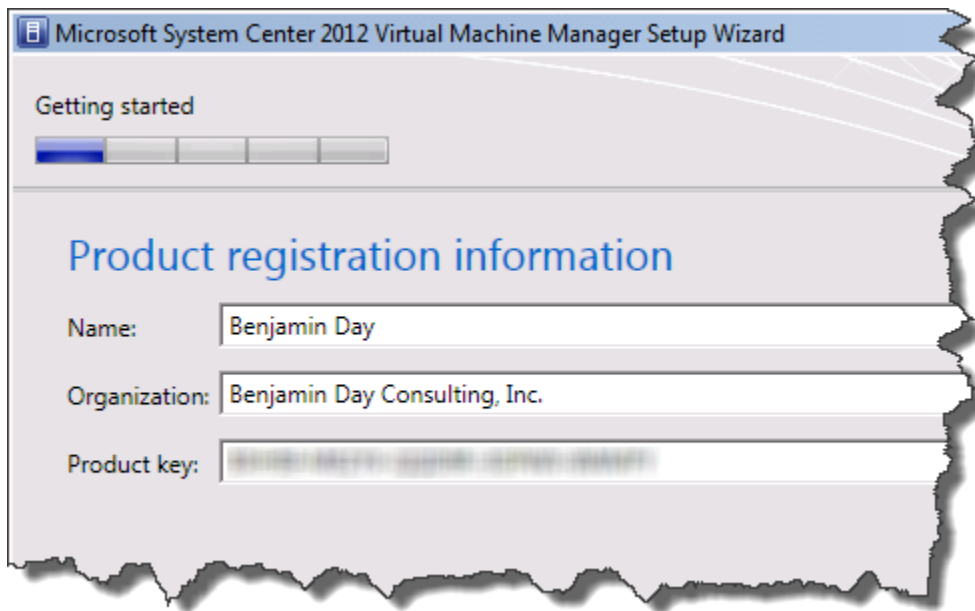 Microsoft System Center 2012 Virtual Machine Manager Setup Wizard
Getting started
Product registration information
Name: Benjamin Day
Organization: Benjamin Day Consulting, Inc.
Product key: